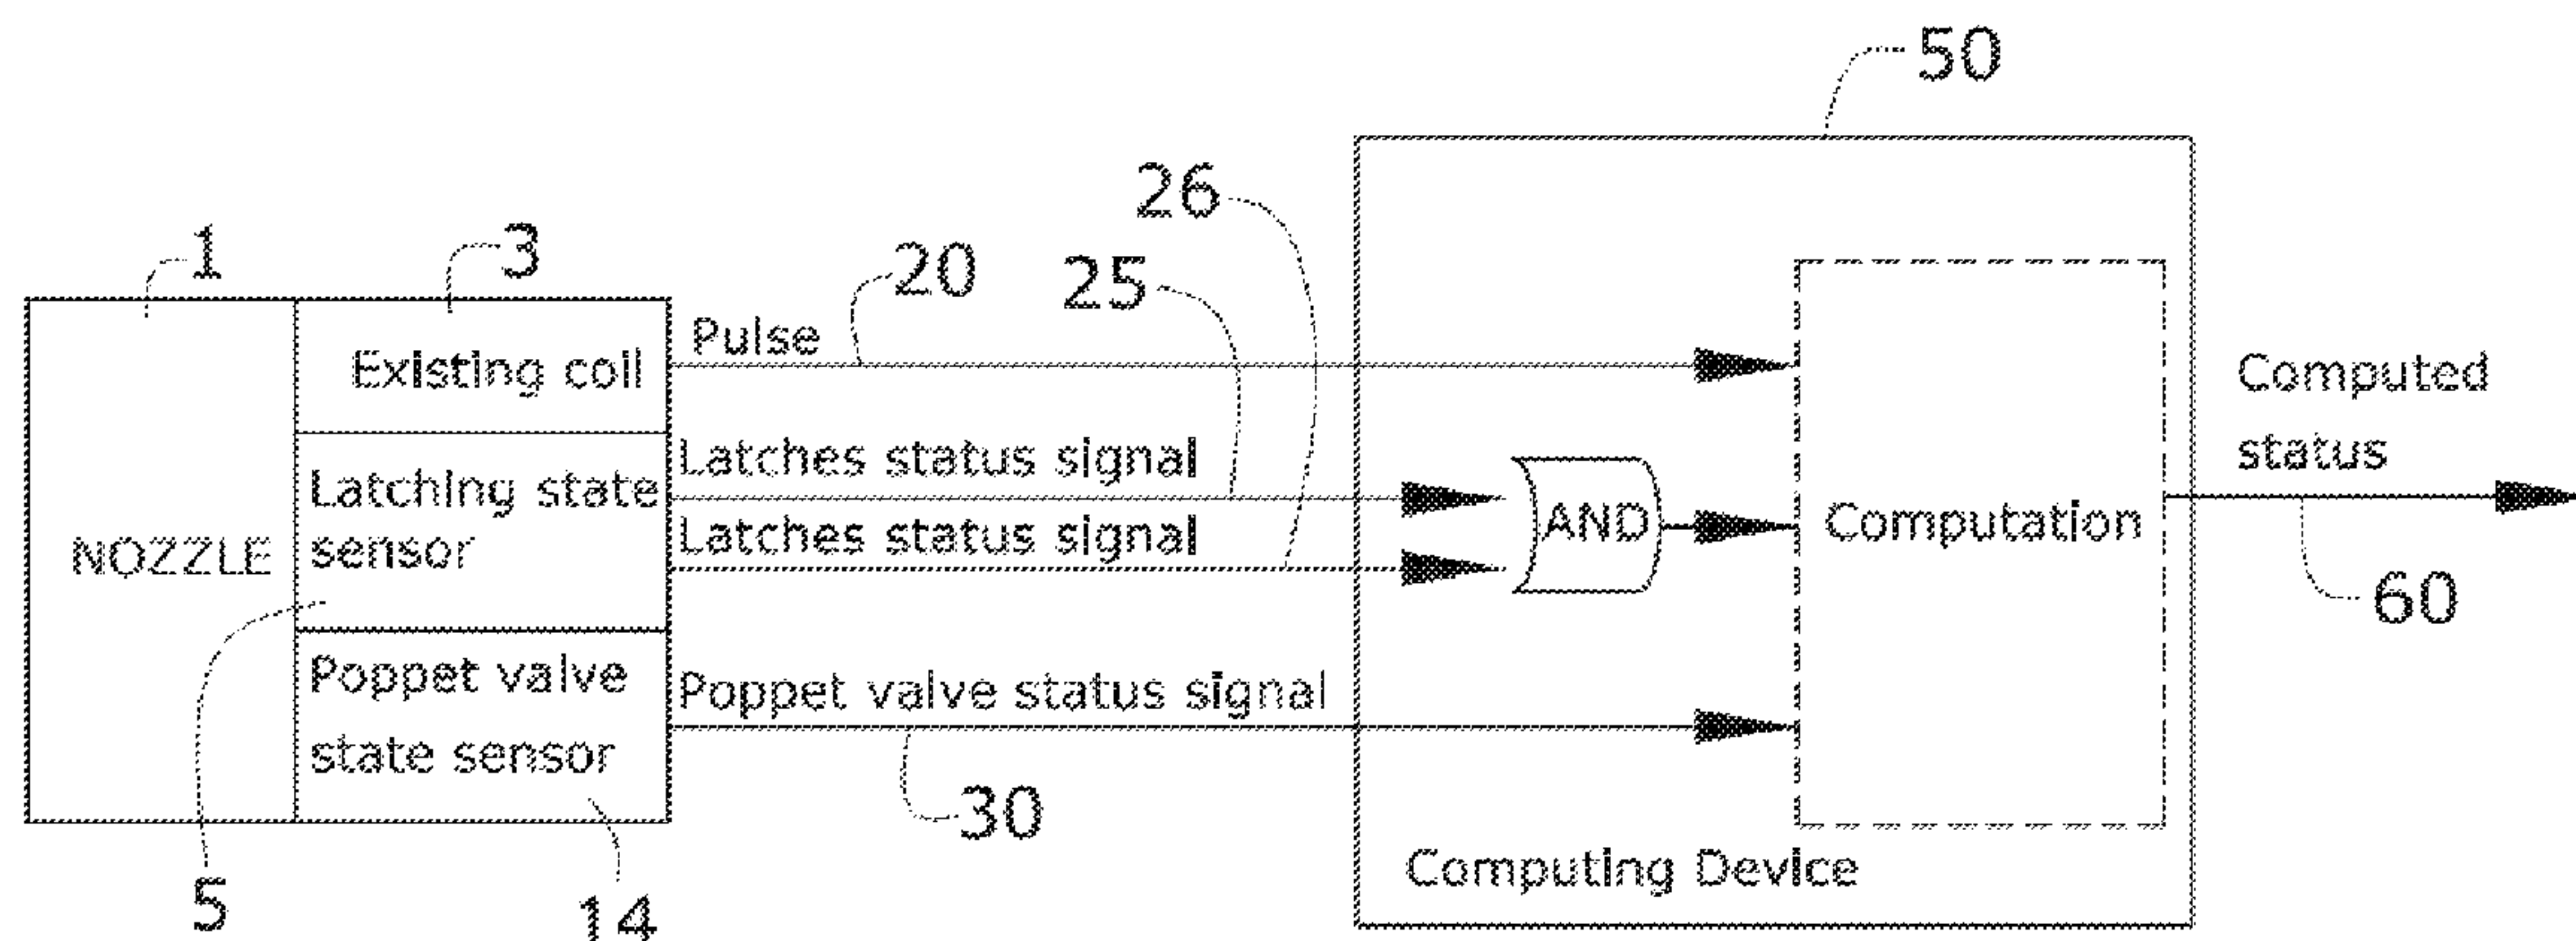 50
26
1
3
20
25
Pulse
Existing coil
Computed
status
Latches status signal
Latching state
sensor
Latches status signal
NOZZLE
AND
Computation
60
Poppet valve
state sensor
Poppet valve status signal
30
Computing Device
5
14